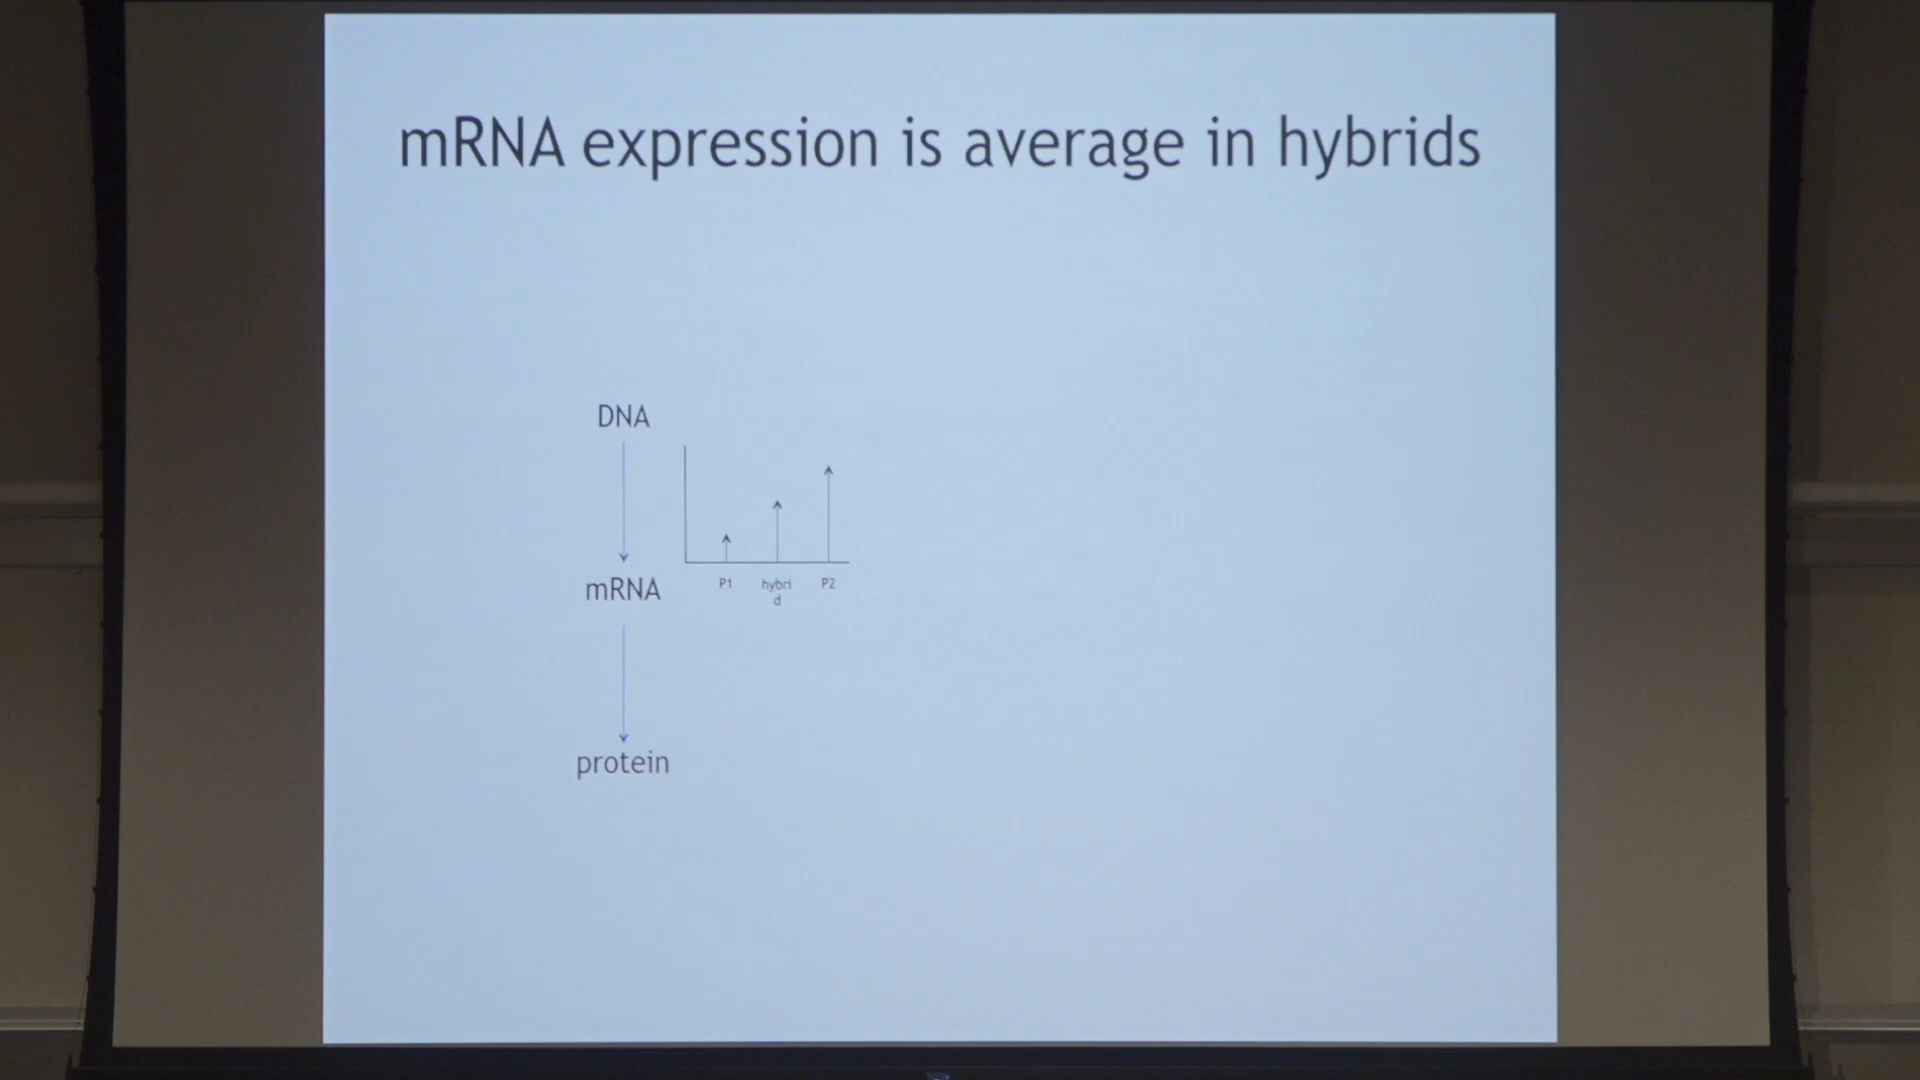 mRNA expression is average in hybrids
DNA
mRNA
P1
hybri
d
P2
protein